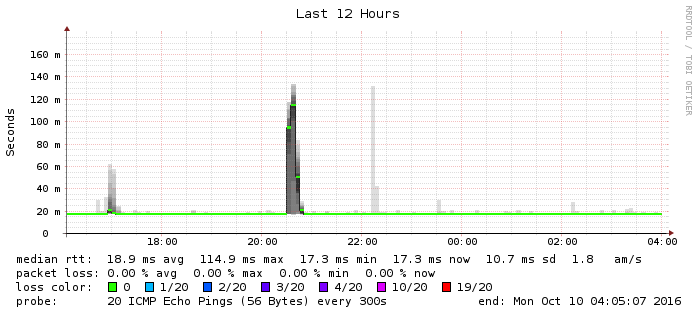 Last 12 Hours
RRDTOOL / TOBI OETIKER
Seconds
160 m
140 m
120 m
100 m
80 m
60 m
40 m
20 m
0
18:00 20:00 22:00 00:00 02:00 04:00
median rtt: 18.9 ms avg 114.9 ms max 17.3 ms min 17.3 ms now 10.7 ms sd 1.8 am/s
packet loss: 0.00 % avg 0.00 % max 0.00 % min 0.00 % now
loss color: 0 1/20 2/20 3/20 4/20 10/20 19/20
probe: 20 ICMP Echo Pings (56 Bytes) every 300s end: Mon Oct 10 04:05:07 2016